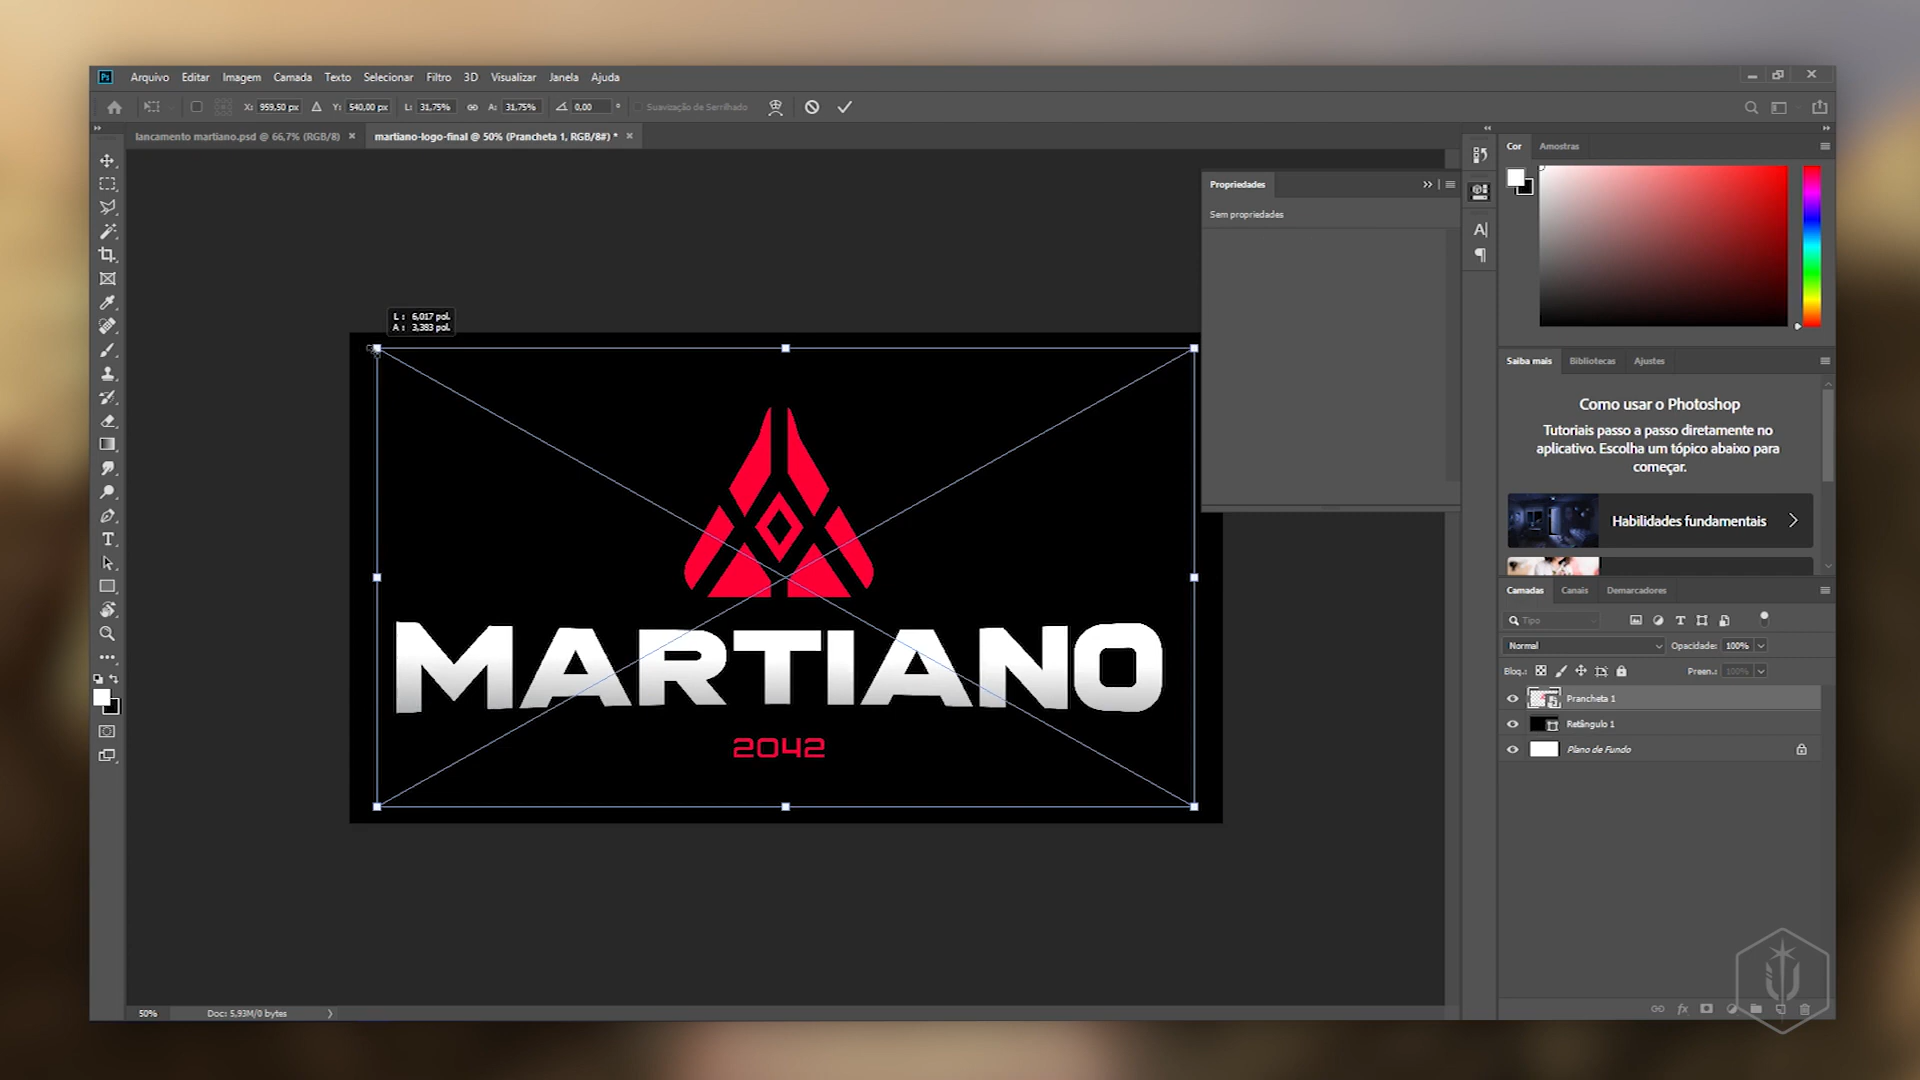 Ps Arquivo Editar Imagem Camada Texto Selecionar Filtro 3D Visualizar Janela Ajuda
X: 959,50 px Y: 540,00 px L: 31,75% A: 31,75% 0,00 ° Suavização de Serrilhado
lancamento martiano.psd @ 66,7% (RGB/8) × martiano-logo-final @ 50% (Prancheta 1, RGB/8#) * ×
Cor Amostras
Propriedades
Sem propriedades
L: 6,017 pol.
A: 3,383 pol.
MARTIANO
2042
Saiba mais Bibliotecas Ajustes
Como usar o Photoshop
Tutoriais passo a passo diretamente no
aplicativo. Escolha um tópico abaixo para
começar.
Habilidades fundamentais
Camadas Canais Demarcadores
Tipo
Normal Opacidade: 100%
Bloq.: Preen.: 100%
Prancheta 1
Retângulo 1
Plano de Fundo
50% Doc: 5,93M/0 bytes